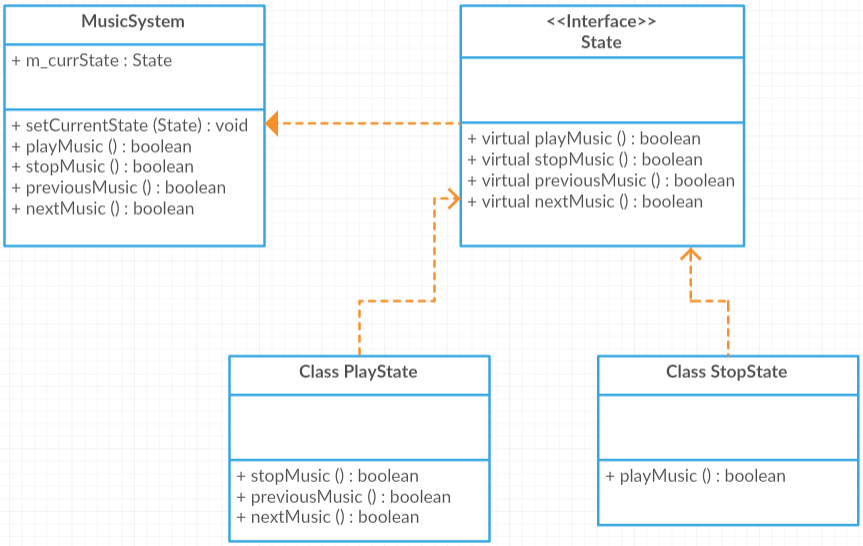 MusicSystem
+ m_currState : State
+ setCurrentState (State) : void
+ playMusic () : boolean
+ stopMusic () : boolean
+ previousMusic () : boolean
+ nextMusic () : boolean
<<Interface>>
State
+ virtual playMusic () : boolean
+ virtual stopMusic () : boolean
+ virtual previousMusic () : boolean
+ virtual nextMusic () : boolean
Class PlayState
+ stopMusic () : boolean
+ previousMusic () : boolean
+ nextMusic () : boolean
Class StopState
+ playMusic () : boolean